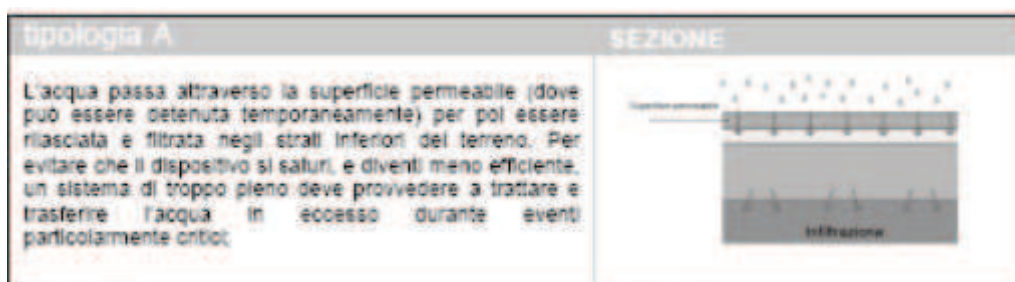 tipologia A
SEZIONE
L'acqua passa attraverso la superficie permeabile (dove
può essere detenuta temporaneamente) per poi essere
rilasciata e filtrata negli strati inferiori del terreno. Per
evitare che il dispositivo si saturi, e diventi meno efficiente,
un sistema di troppo pieno deve provvedere a trattare e
trasferire l'acqua in eccesso durante eventi
particolarmente critici;
Superficie permeabile
Infiltrazione